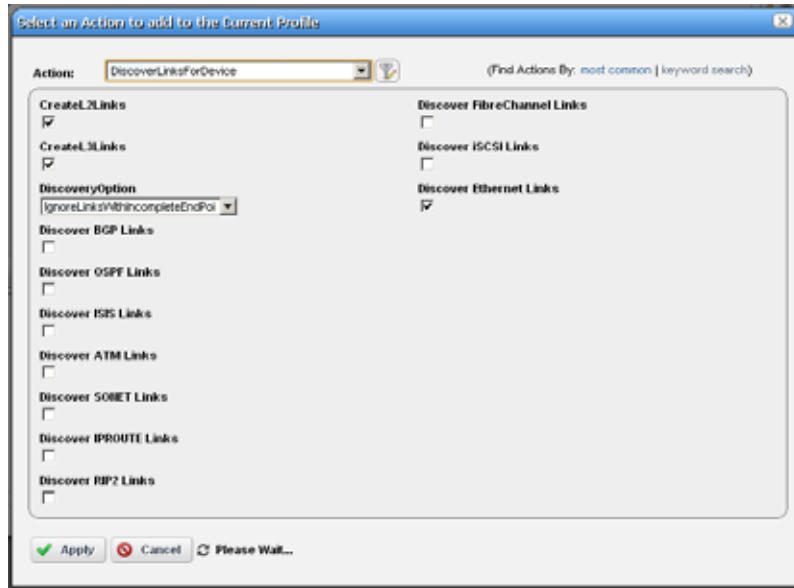 Select an Action to add to the Current Profile
Action: DiscoverLinksForDevice (Find Actions By: most common | keyword search)
CreateL2Links
CreateL3Links
DiscoveryOption
IgnoreLinksWithIncompleteEndPoi
Discover BGP Links
Discover OSPF Links
Discover ISIS Links
Discover ATM Links
Discover SONET Links
Discover IPROUTE Links
Discover RIP2 Links
Discover FibreChannel Links
Discover iSCSI Links
Discover Ethernet Links
Apply Cancel Please Wait...